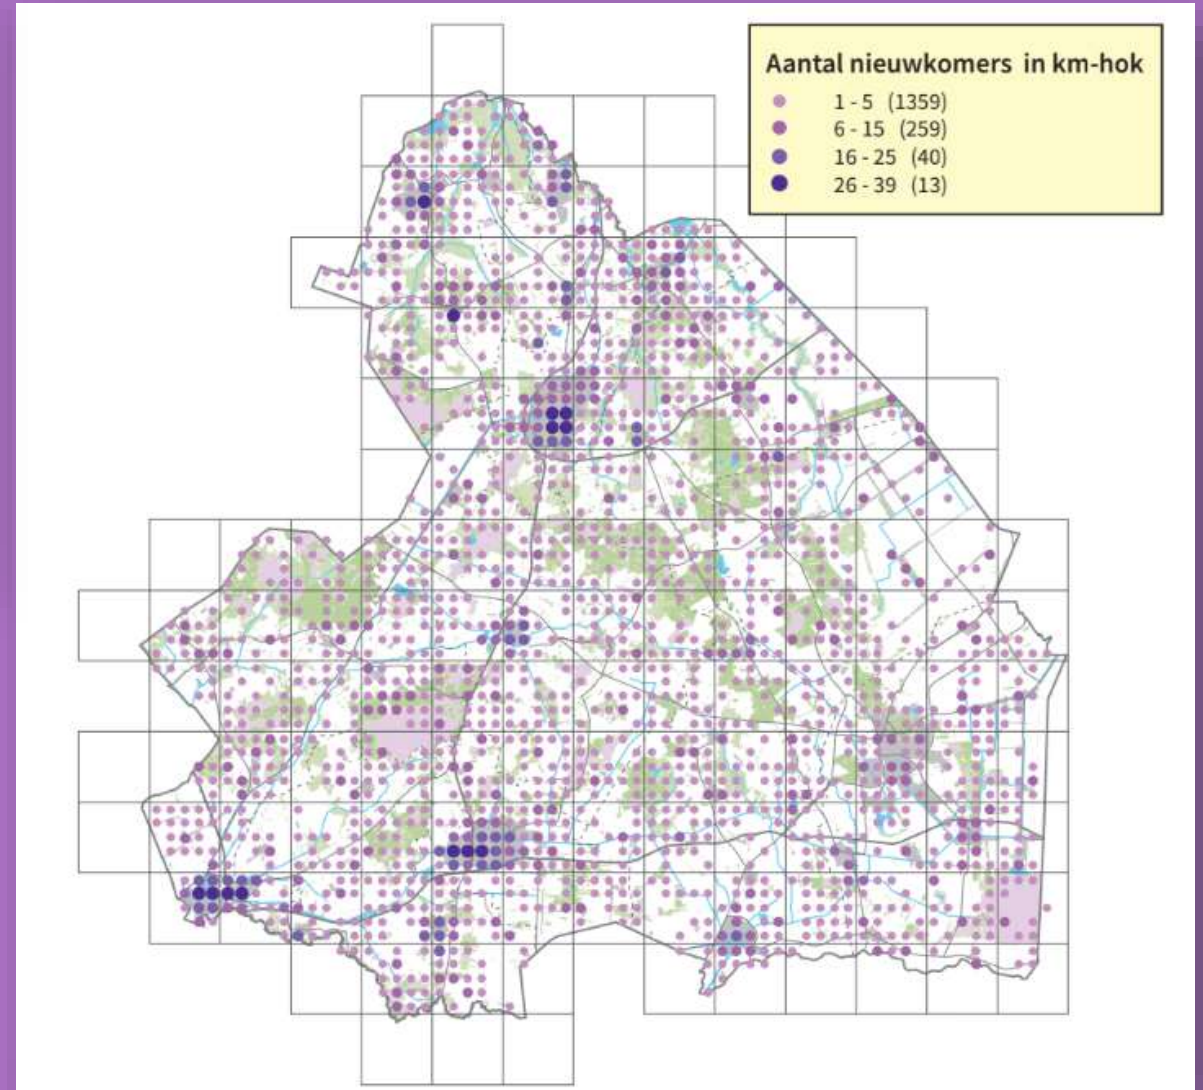 Aantal nieuwkomers in km-hok
1 - 5 (1359)
6 - 15 (259)
16 - 25 (40)
26 - 39 (13)